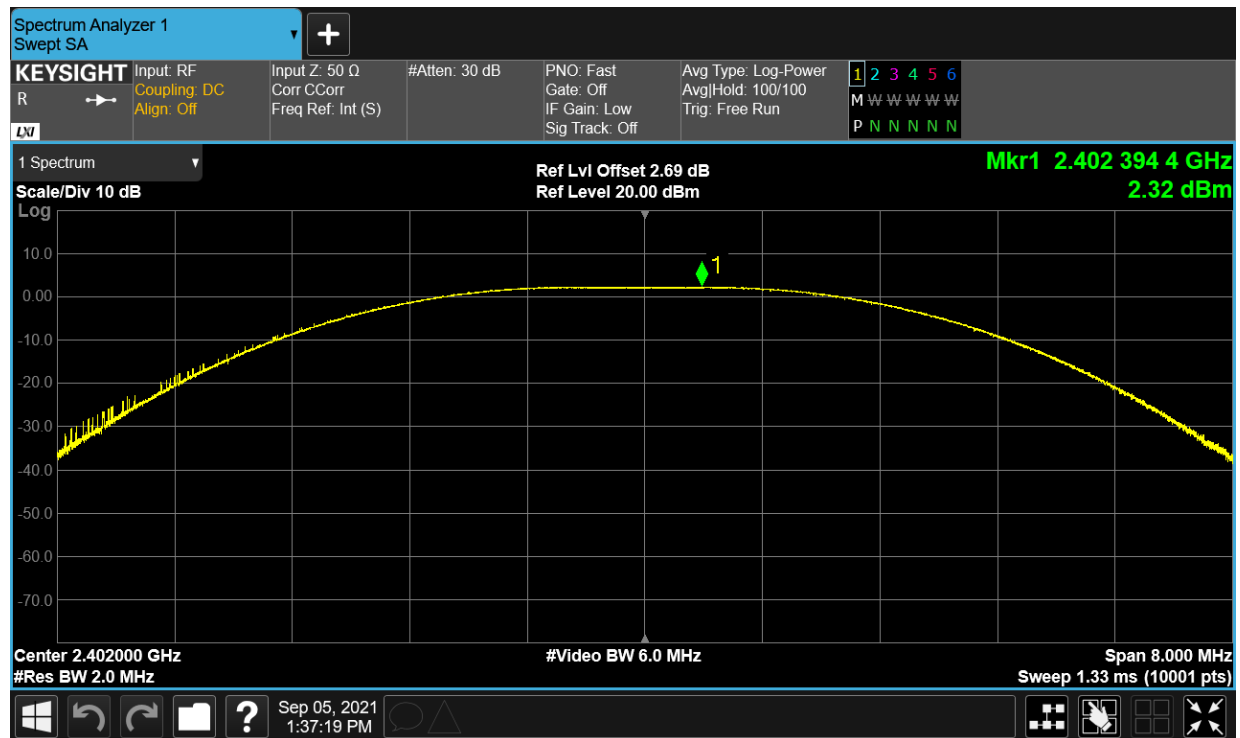 Spectrum Analyzer 1
Swept SA
KEYSIGHT
R
LXI
Input: RF
Coupling: DC
Align: Off
Input Z: 50 Ω
Corr CCorr
Freq Ref: Int (S)
#Atten: 30 dB
PNO: Fast
Gate: Off
IF Gain: Low
Sig Track: Off
Avg Type: Log-Power
Avg|Hold: 100/100
Trig: Free Run
1 2 3 4 5 6
M W W W W W
P N N N N N
1 Spectrum
Scale/Div 10 dB
Log
Ref Lvl Offset 2.69 dB
Ref Level 20.00 dBm
Mkr1 2.402 394 4 GHz
2.32 dBm
1
10.0
0.00
-10.0
-20.0
-30.0
-40.0
-50.0
-60.0
-70.0
Center 2.402000 GHz
#Res BW 2.0 MHz
#Video BW 6.0 MHz
Span 8.000 MHz
Sweep 1.33 ms (10001 pts)
?
Sep 05, 2021
1:37:19 PM